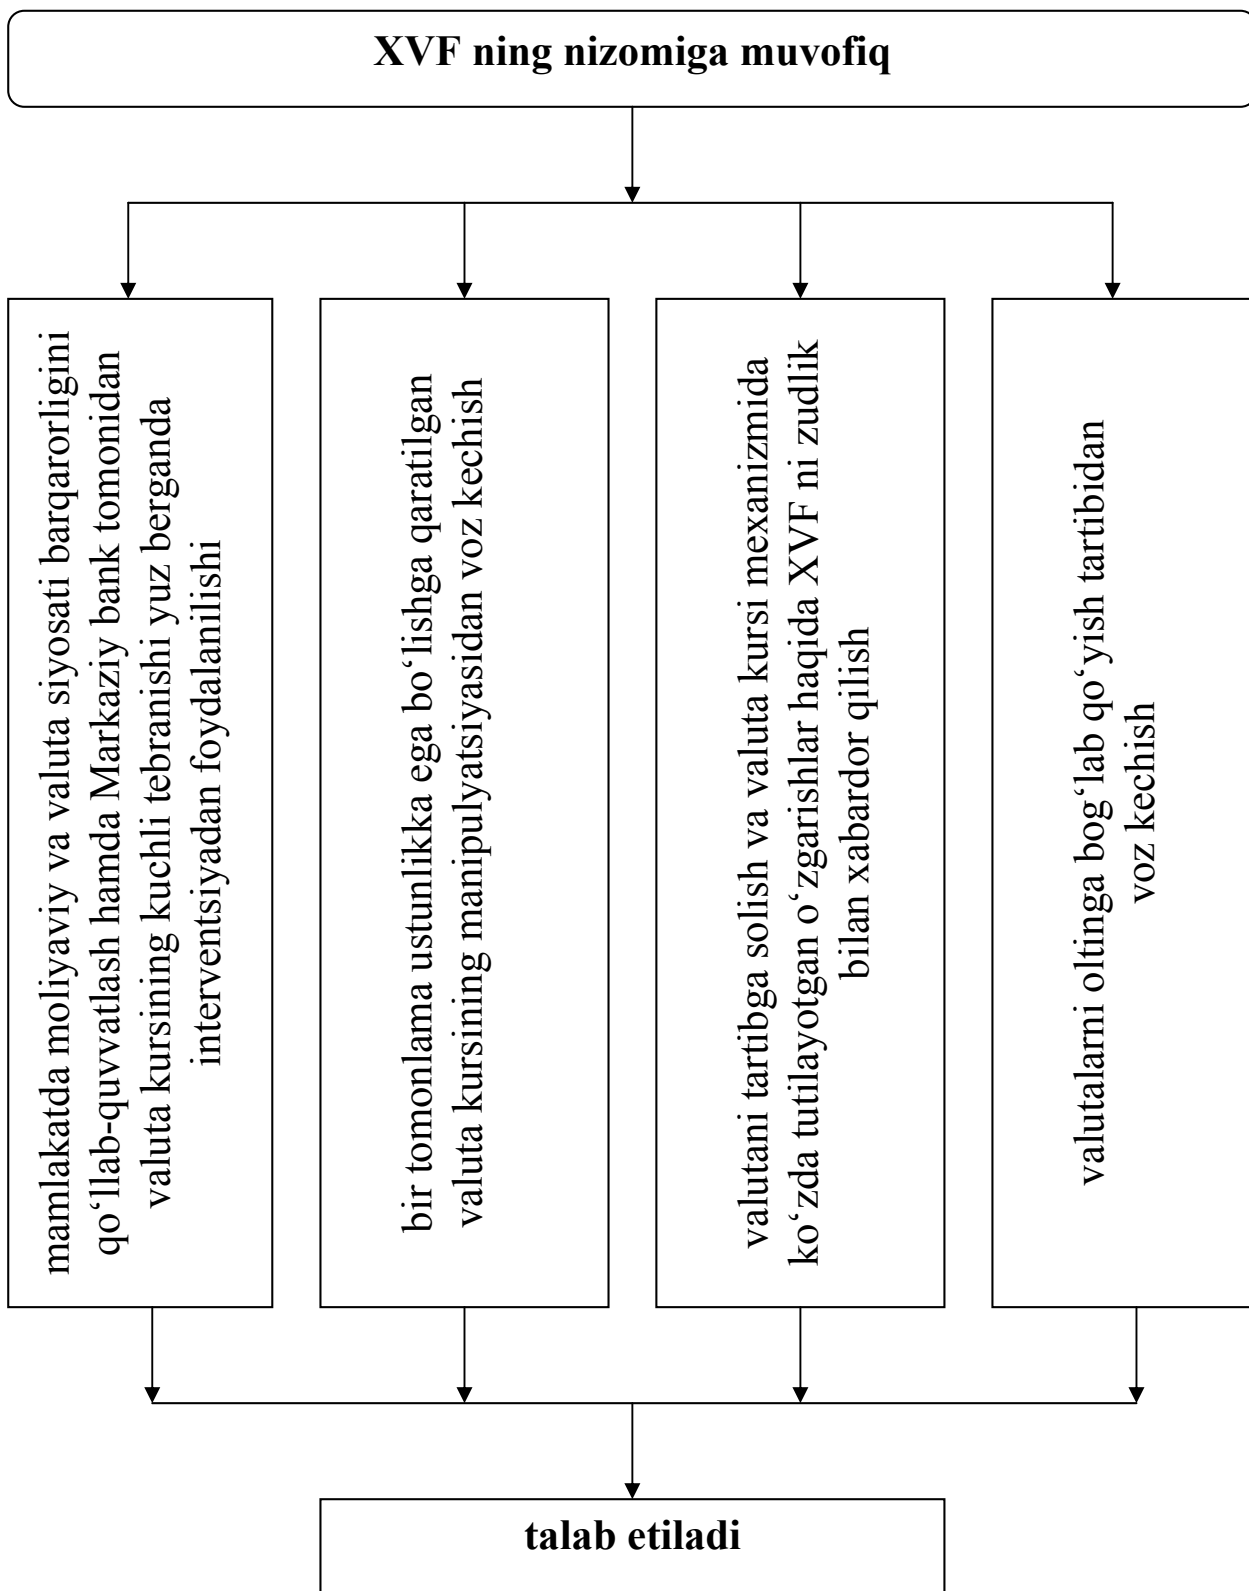 XVF ning nizomiga muvofiq
mamlakatda moliyaviy va valuta siyosati barqarorligini
qo‘llab-quvvatlash hamda Markaziy bank tomonidan
valuta kursining kuchli tebranishi yuz berganda
interventsiyadan foydalanilishi
bir tomonlama ustunlikka ega bo‘lishga qaratilgan
valuta kursining manipulyatsiyasidan voz kechish
valutani tartibga solish va valuta kursi mexanizmida
ko‘zda tutilayotgan o‘zgarishlar haqida XVF ni zudlik
bilan xabardor qilish
valutalarni oltinga bog‘lab qo‘yish tartibidan
voz kechish
talab etiladi